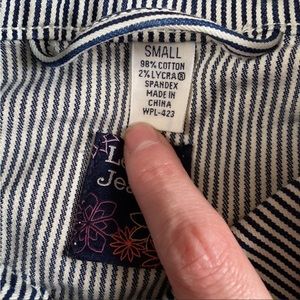 SMALL
98% COTTON
2% LYCRA®
SPANDEX
MADE IN
CHINA
WPL-423